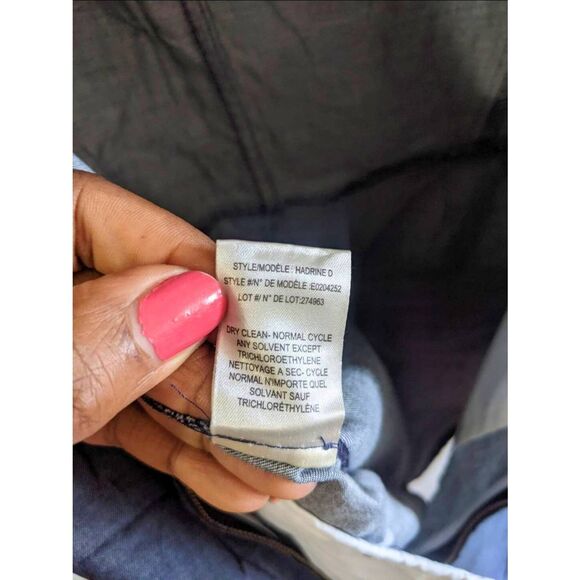 STYLE/MODÈLE: HADRINE D
STYLE #/N° DE MODÈLE :E0204252
LOT #/ N° DE LOT:274963
DRY CLEAN- NORMAL CYCLE
ANY SOLVENT EXCEPT
TRICHLOROETHYLENE
NETTOYAGE A SEC- CYCLE
NORMAL N'IMPORTE QUEL
SOLVANT SAUF
TRICHLORÉTHYLÈNE